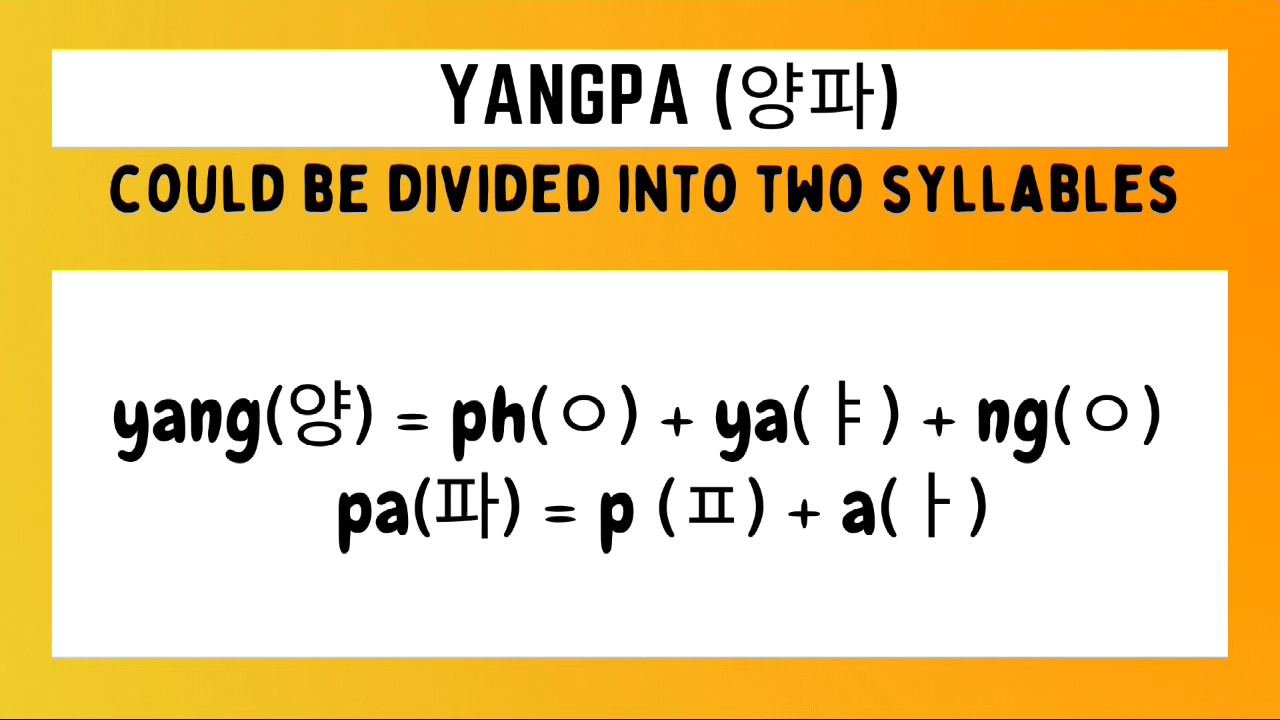 YANGPA (양파)
COULD BE DIVIDED INTO TWO SYLLABLES
yang(양) = ph(ㅇ) + ya(ㅑ) + ng(ㅇ)
pa(파) = p (ㅍ) + a(ㅏ)